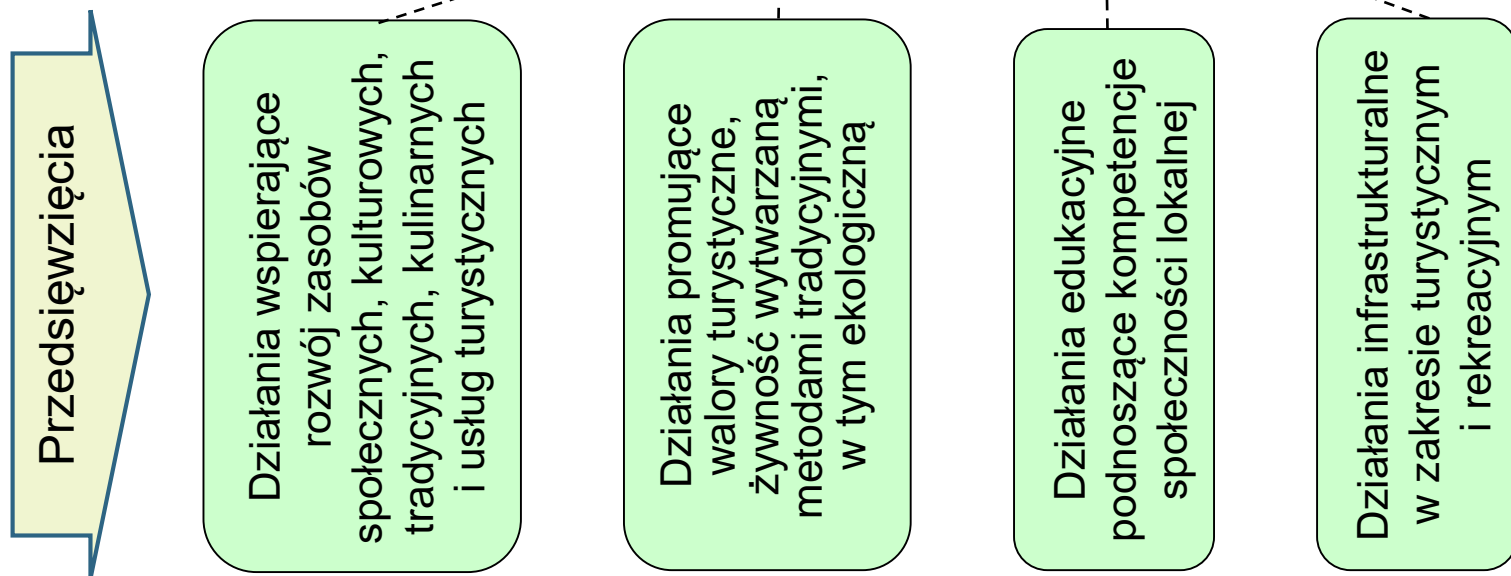 Przedsięwzięcia
Działania wspierające
rozwój zasobów
społecznych, kulturowych,
tradycyjnych, kulinarnych
i usług turystycznych
Działania promujące
walory turystyczne,
żywność wytwarzaną
metodami tradycyjnymi,
w tym ekologiczną
Działania edukacyjne
podnoszące kompetencje
społeczności lokalnej
Działania infrastrukturalne
w zakresie turystycznym
i rekreacyjnym